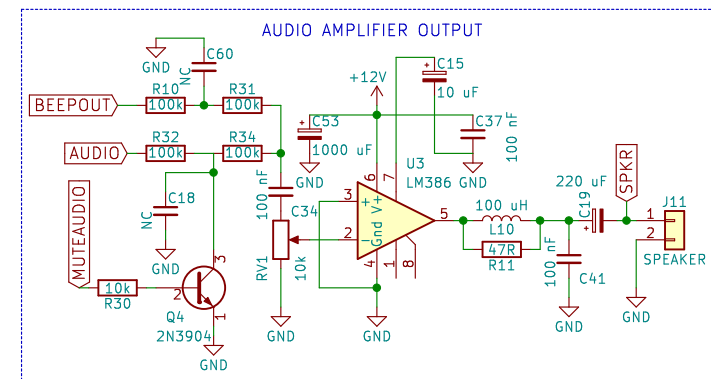 AUDIO AMPLIFIER OUTPUT
C60
NC
GND
R10
100k
R31
100k
BEEPOUT
+12V
C15
10 uF
C53
1000 uF
C37
100 nF
GND
GND
R32
100k
R34
100k
AUDIO
C18
NC
GND
100 nF
C34
RV1
10k
GND
U3
LM386
6
7
3
2
5
4
1
8
+
-
V+
Gnd
GND
100 uH
L10
47R
R11
220 uF
C19
SPKR
J11
1
2
SPEAKER
100 nF
C41
GND
GND
MUTEAUDIO
10k
R30
3
2
1
Q4
2N3904
GND